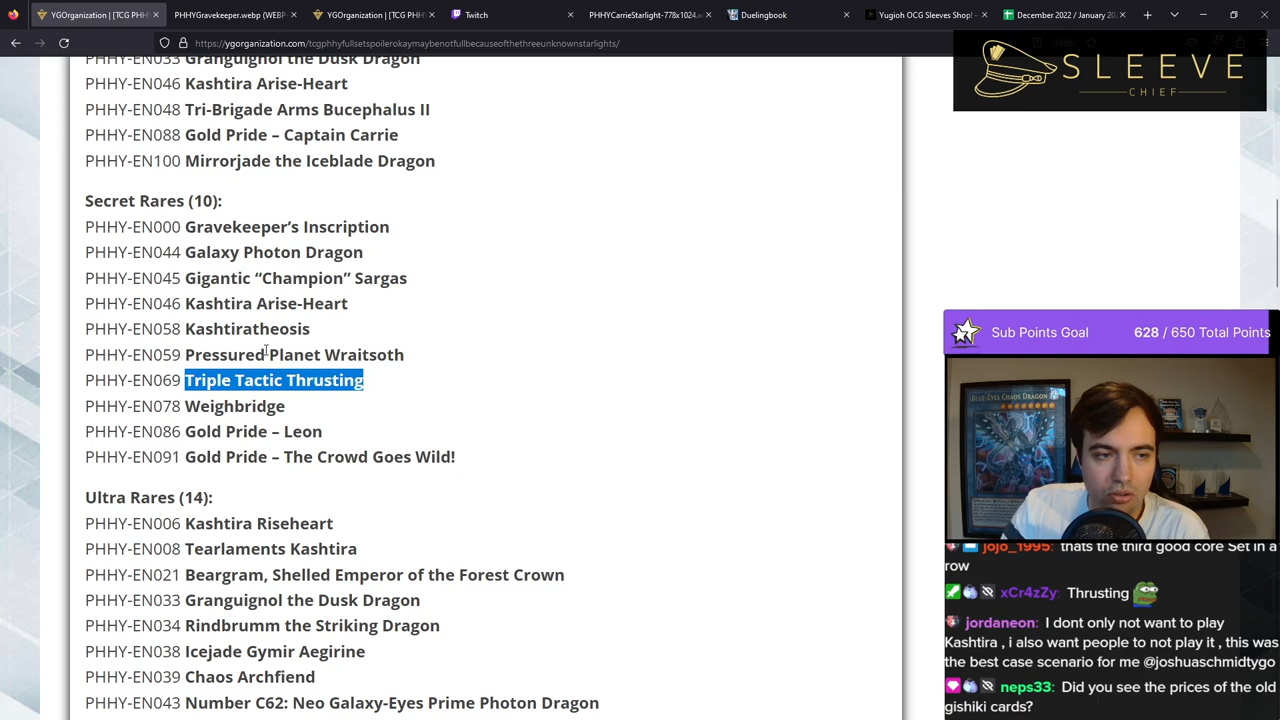 YGOrganization | [TCG PHH
PHHYGravekeeper.webp (WEBP
YGOrganization | [TCG PHH
Twitch
PHHYCarrieStarlight-778x1024.w
Duelingbook
Yugioh OCG Sleeves Shop! –
December 2022 / January 202
https://ygorganization.com/tcgphhyfullsetspoilerokaymaybenotfullbecauseofthethreeunknownstarlights/
SLEEVE
CHIEF
PHHY-EN033 Granguignol the Dusk Dragon
PHHY-EN046 Kashtira Arise-Heart
PHHY-EN048 Tri-Brigade Arms Bucephalus II
PHHY-EN088 Gold Pride – Captain Carrie
PHHY-EN100 Mirrorjade the Iceblade Dragon
Secret Rares (10):
PHHY-EN000 Gravekeeper’s Inscription
PHHY-EN044 Galaxy Photon Dragon
PHHY-EN045 Gigantic “Champion” Sargas
PHHY-EN046 Kashtira Arise-Heart
PHHY-EN058 Kashtiratheosis
PHHY-EN059 Pressured Planet Wraitsoth
PHHY-EN069 Triple Tactic Thrusting
PHHY-EN078 Weighbridge
PHHY-EN086 Gold Pride – Leon
PHHY-EN091 Gold Pride – The Crowd Goes Wild!
Ultra Rares (14):
PHHY-EN006 Kashtira Riseheart
PHHY-EN008 Tearlaments Kashtira
PHHY-EN021 Beargram, Shelled Emperor of the Forest Crown
PHHY-EN033 Granguignol the Dusk Dragon
PHHY-EN034 Rindbrumm the Striking Dragon
PHHY-EN038 Icejade Gymir Aegirine
PHHY-EN039 Chaos Archfiend
PHHY-EN043 Number C62: Neo Galaxy-Eyes Prime Photon Dragon
Sub Points Goal
628 / 650 Total Points
BLUE-EYES CHAOS DRAGON
jojo_1995: thats the third good core Set in a
row
xCr4zZy: Thrusting
jordaneon: I dont only not want to play
Kashtira , i also want people to not play it , this was
the best case scenario for me @joshuaschmidtygo
neps33: Did you see the prices of the old
gishiki cards?